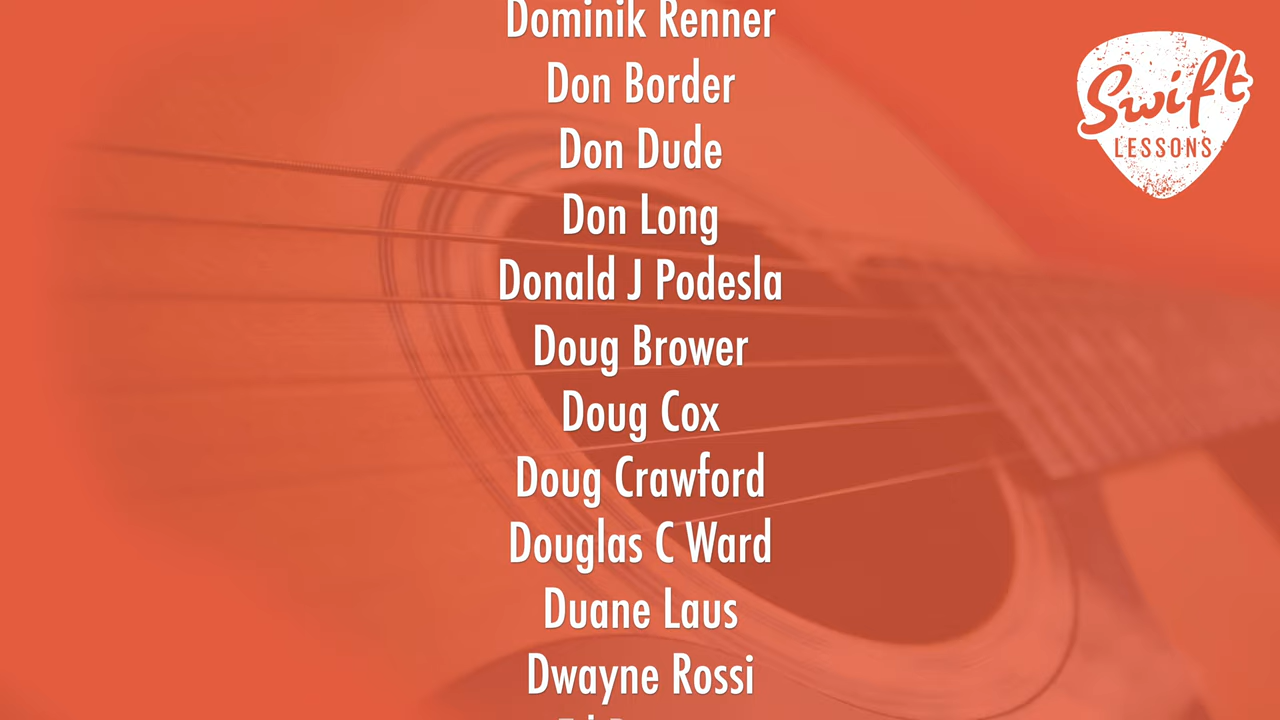 Dominik Renner
Don Border
Don Dude
Don Long
Donald J Podesla
Doug Brower
Doug Cox
Doug Crawford
Douglas C Ward
Duane Laus
Dwayne Rossi
Swift
LESSONS